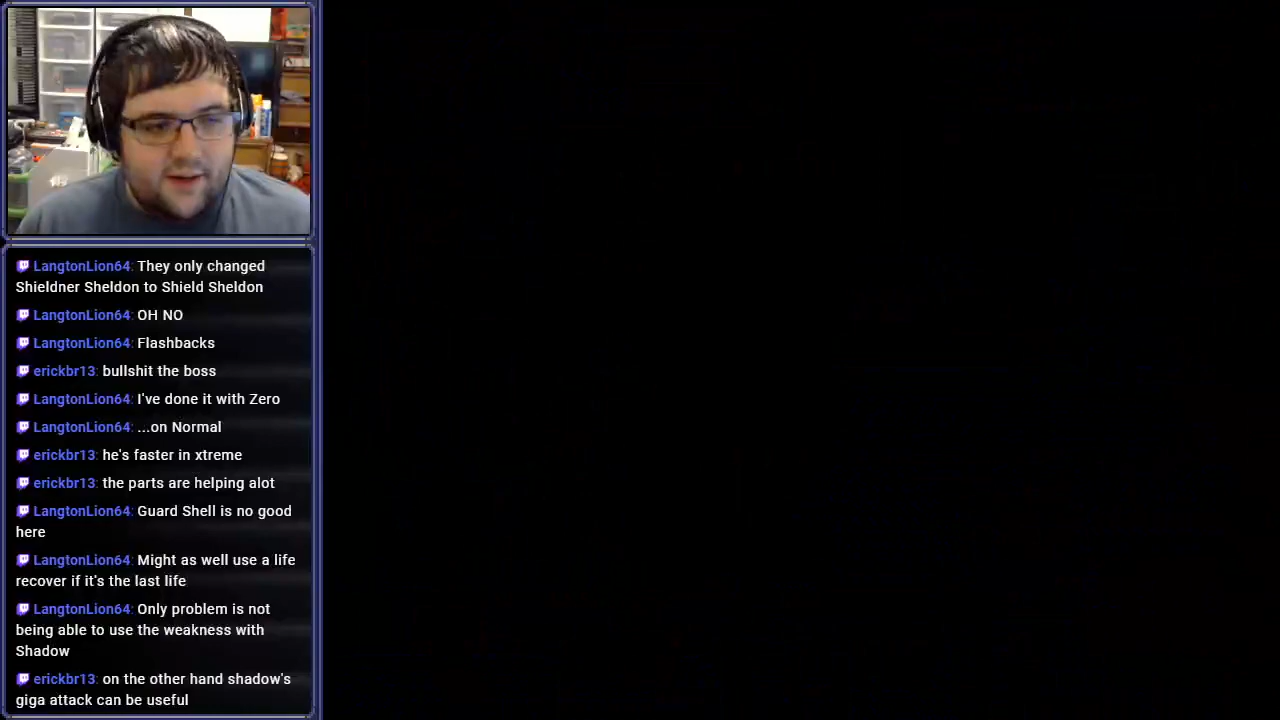 LangtonLion64: They only changed
Shieldner Sheldon to Shield Sheldon
LangtonLion64: OH NO
LangtonLion64: Flashbacks
erickbr13: bullshit the boss
LangtonLion64: I've done it with Zero
LangtonLion64: ...on Normal
erickbr13: he's faster in xtreme
erickbr13: the parts are helping alot
LangtonLion64: Guard Shell is no good
here
LangtonLion64: Might as well use a life
recover if it's the last life
LangtonLion64: Only problem is not
being able to use the weakness with
Shadow
erickbr13: on the other hand shadow's
giga attack can be useful